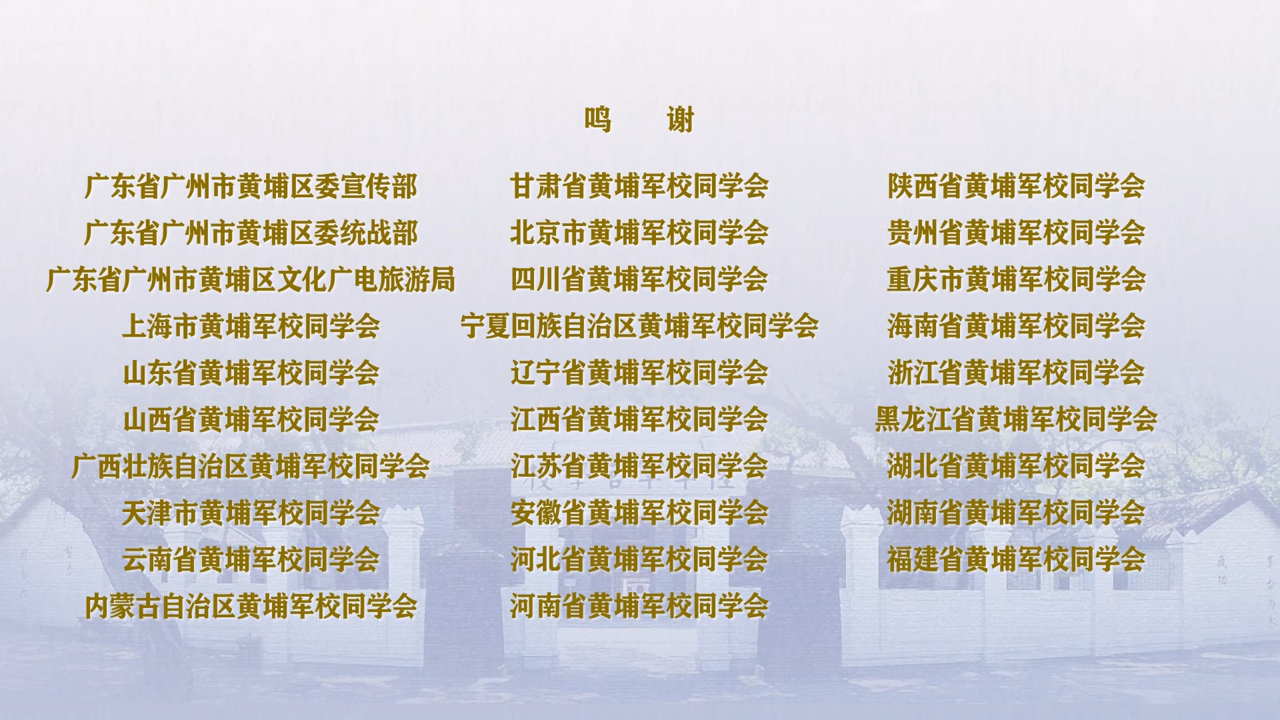 鸣 谢
广东省广州市黄埔区委宣传部
广东省广州市黄埔区委统战部
广东省广州市黄埔区文化广电旅游局
上海市黄埔军校同学会
山东省黄埔军校同学会
山西省黄埔军校同学会
广西壮族自治区黄埔军校同学会
天津市黄埔军校同学会
云南省黄埔军校同学会
内蒙古自治区黄埔军校同学会
甘肃省黄埔军校同学会
北京市黄埔军校同学会
四川省黄埔军校同学会
宁夏回族自治区黄埔军校同学会
辽宁省黄埔军校同学会
江西省黄埔军校同学会
江苏省黄埔军校同学会
安徽省黄埔军校同学会
河北省黄埔军校同学会
河南省黄埔军校同学会
陕西省黄埔军校同学会
贵州省黄埔军校同学会
重庆市黄埔军校同学会
海南省黄埔军校同学会
浙江省黄埔军校同学会
黑龙江省黄埔军校同学会
湖北省黄埔军校同学会
湖南省黄埔军校同学会
福建省黄埔军校同学会